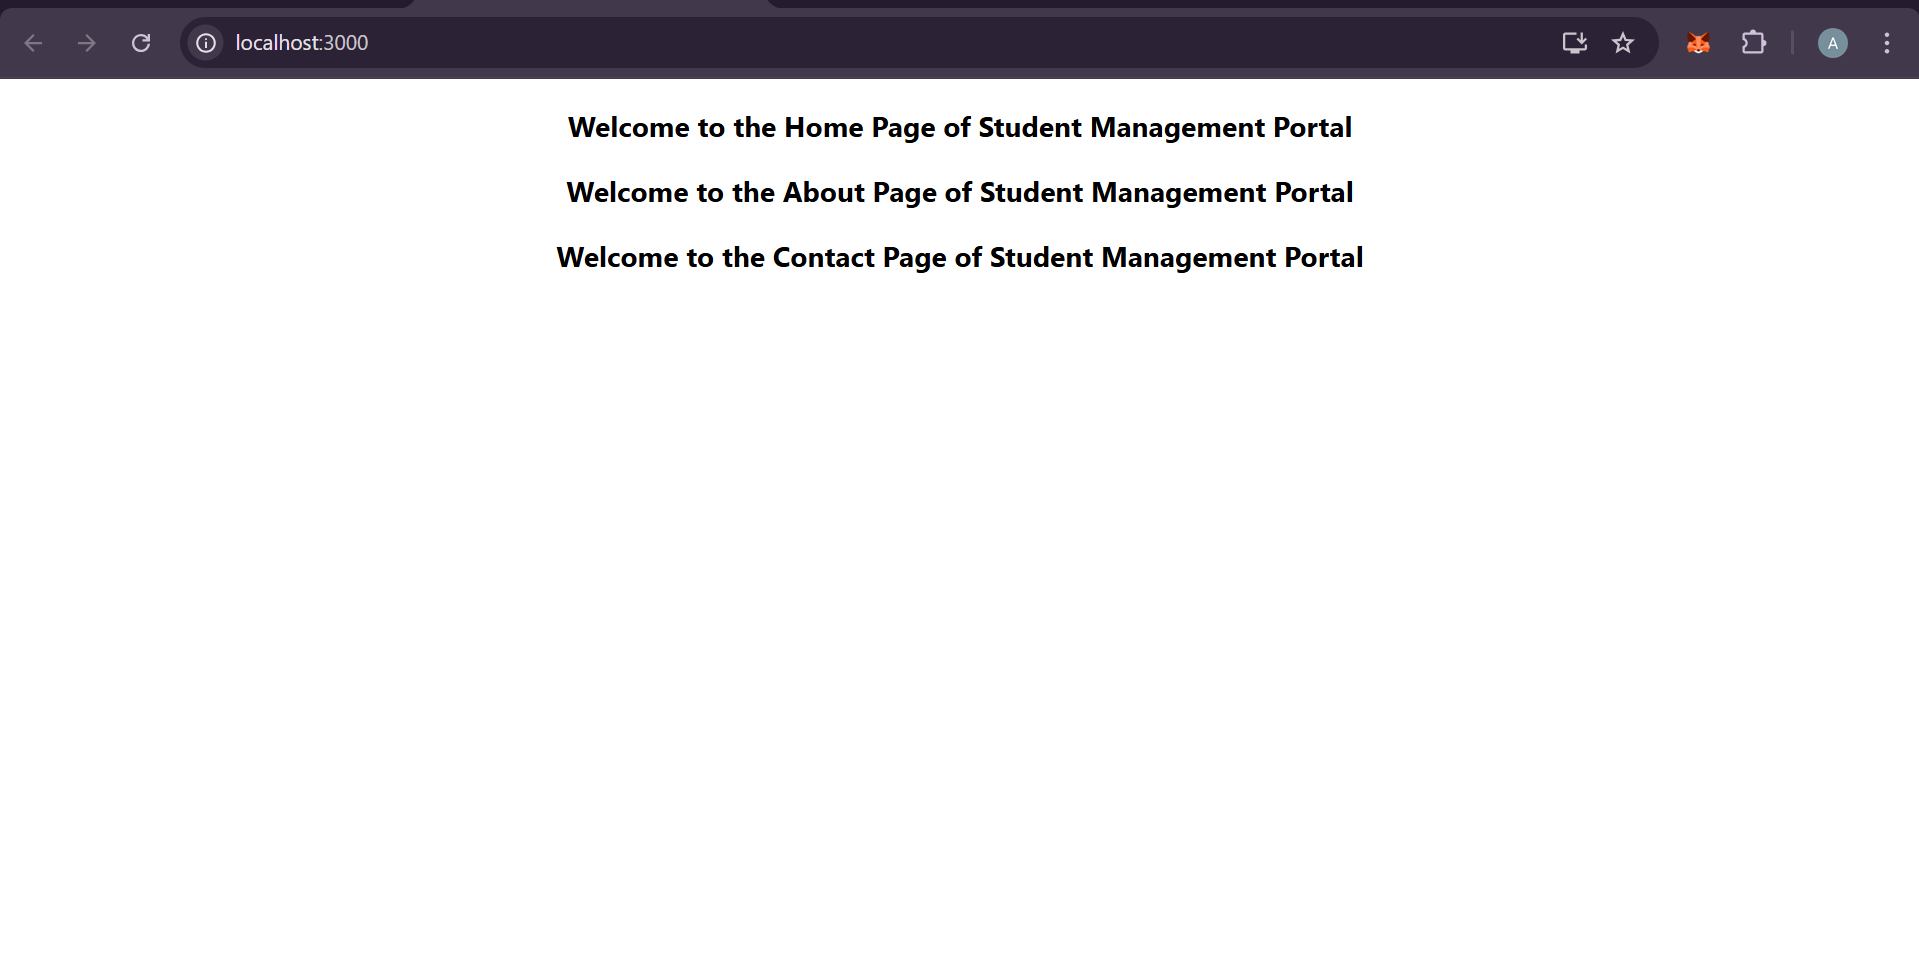 localhost:3000
A
Welcome to the Home Page of Student Management Portal
Welcome to the About Page of Student Management Portal
Welcome to the Contact Page of Student Management Portal